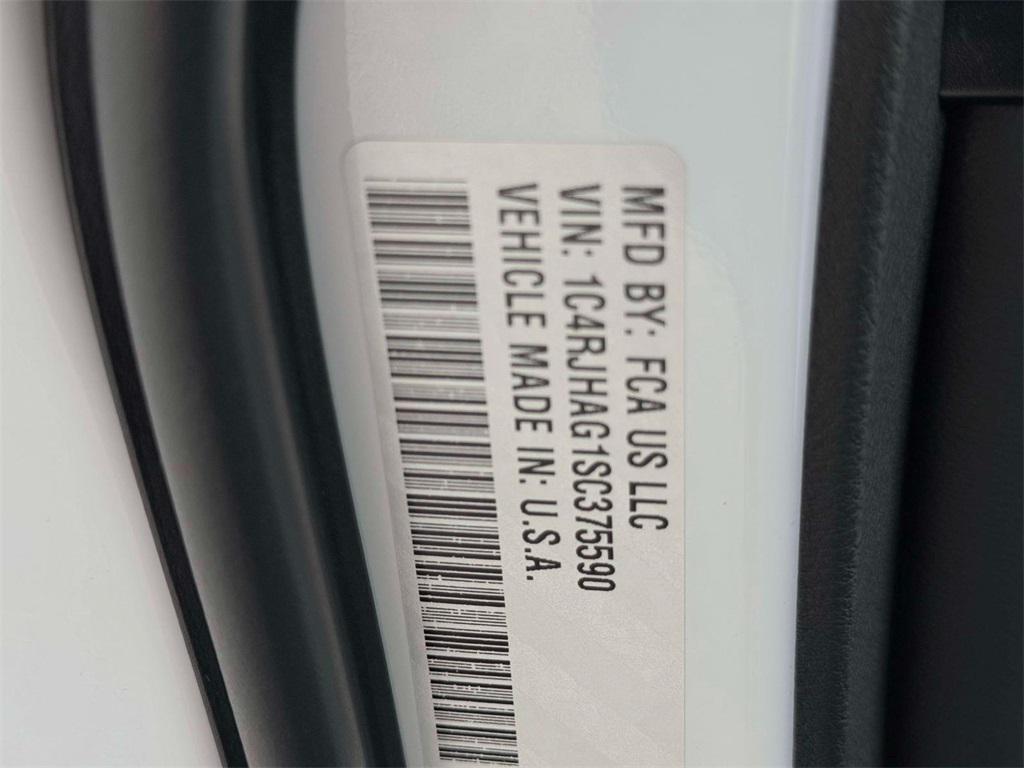 MFD BY: FCA US LLC
VIN: 1C4RJHAG1SC375590
VEHICLE MADE IN: U.S.A.